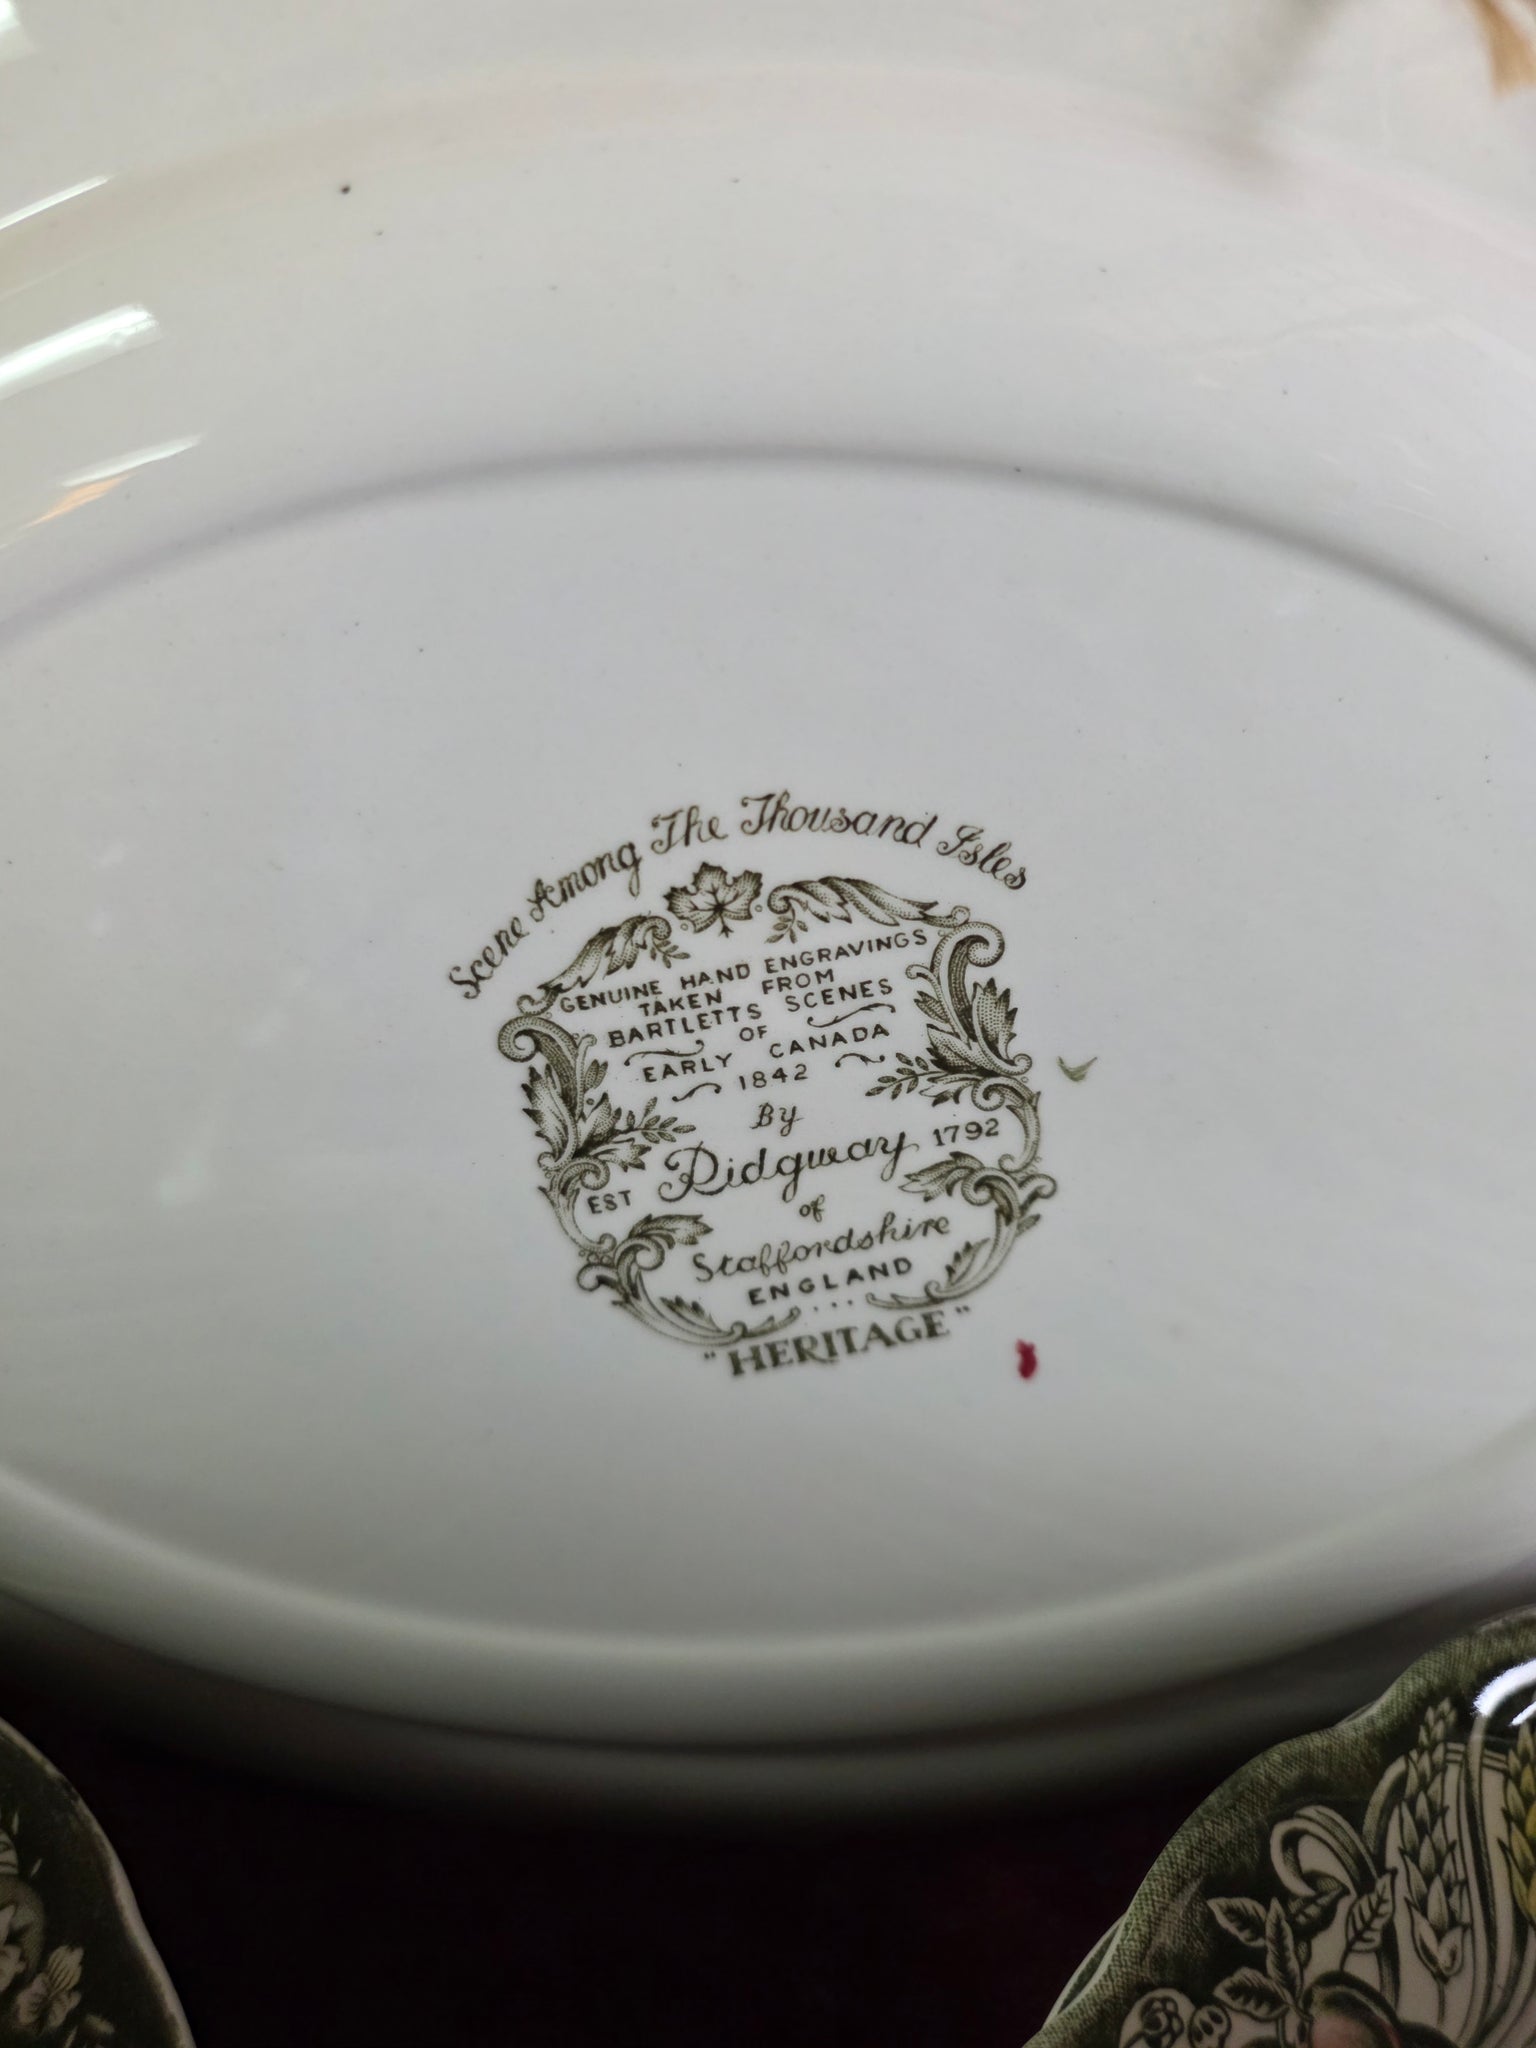 Scene Among The Thousand Isles
GENUINE HAND ENGRAVINGS
TAKEN FROM
BARTLETTS SCENES
OF
EARLY CANADA
1842
By
EST Ridgway 1792
of
Staffordshire
ENGLAND
"HERITAGE"